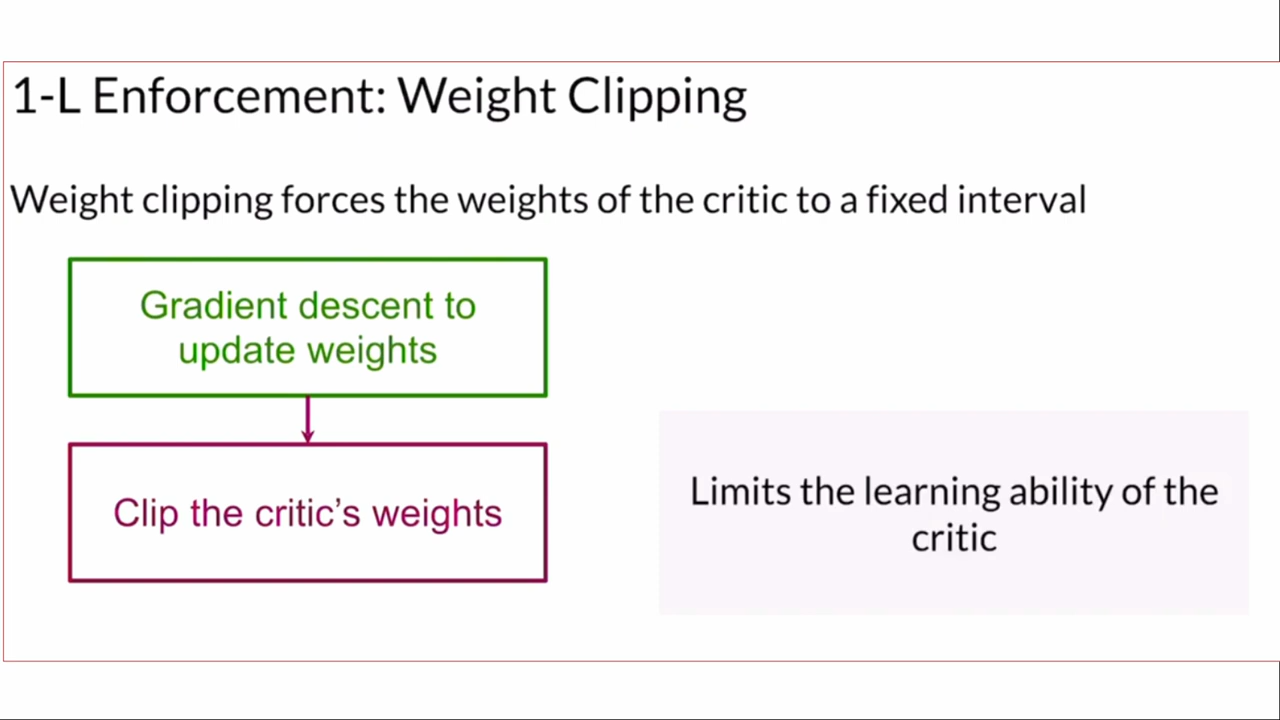 1-L Enforcement: Weight Clipping
Weight clipping forces the weights of the critic to a fixed interval
Gradient descent to
update weights
Clip the critic’s weights
Limits the learning ability of the
critic